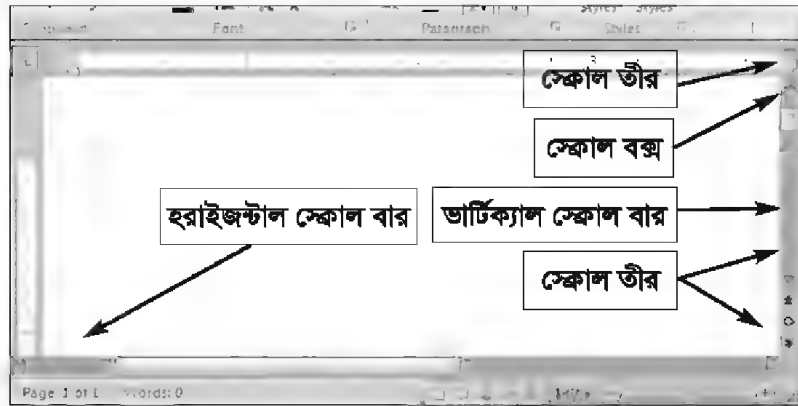 Font Paragraph Styles
স্ক্রোল তীর
স্ক্রোল বক্স
হরাইজন্টাল স্ক্রোল বার ভার্টিক্যাল স্ক্রোল বার
স্ক্রোল তীর
Page 1 of 1 Words: 0